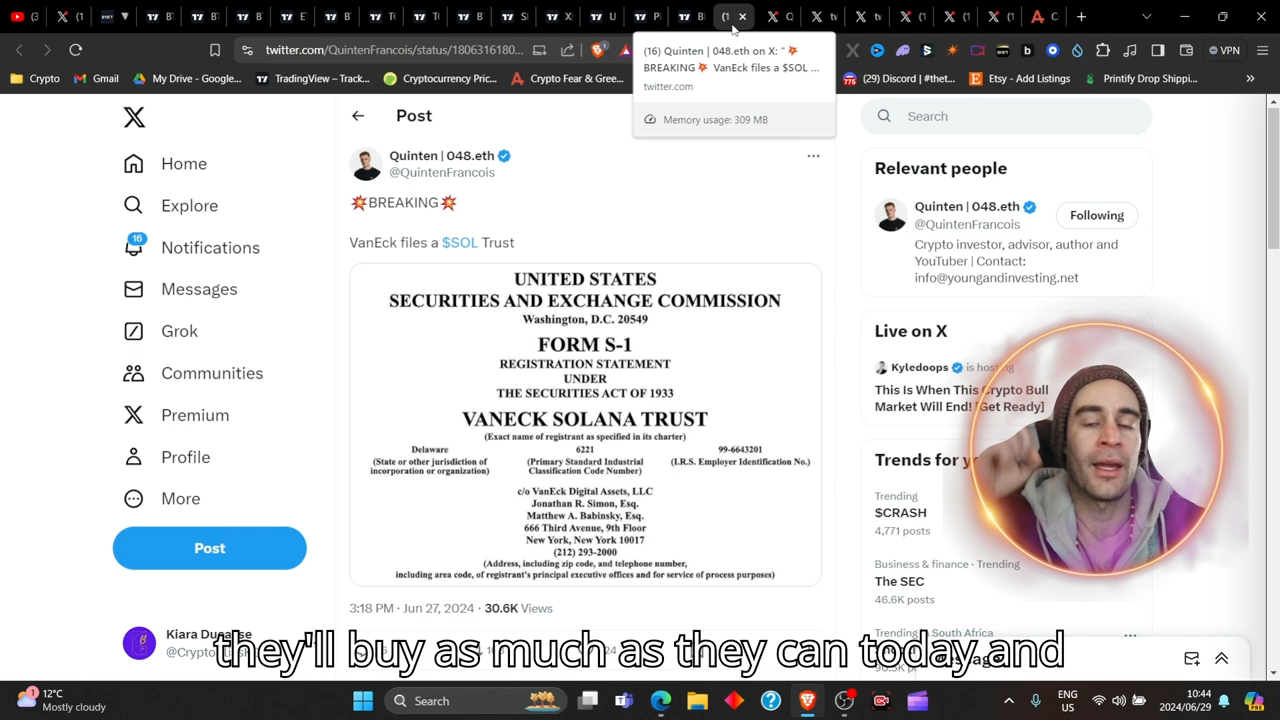 (1
twitter.com/QuintenFrancois/status/1806316180...
VPN
Crypto
Gmail
My Drive - Google...
TradingView – Track...
Cryptocurrency Pric...
Crypto Fear & Gree...
(29) Discord | #thet...
Etsy - Add Listings
Printify Drop Shippi...
(16) Quinten | 048.eth on X: "💥
BREAKING💥 VanEck files a $SOL ...
twitter.com
Memory usage: 309 MB
Home
Explore
16
Notifications
Messages
Grok
Communities
Premium
Profile
More
Post
Kiara Dunaise
Post
Quinten | 048.eth
@QuintenFrancois
💥BREAKING💥
VanEck files a $SOL Trust
UNITED STATES
SECURITIES AND EXCHANGE COMMISSION
Washington, D.C. 20549
FORM S-1
REGISTRATION STATEMENT
UNDER
THE SECURITIES ACT OF 1933
VANECK SOLANA TRUST
(Exact name of registrant as specified in its charter)
Delaware 6221 99-6643201
(State or other jurisdiction of (Primary Standard Industrial (I.R.S. Employer Identification No.)
incorporation or organization) Classification Code Number)
c/o VanEck Digital Assets, LLC
Jonathan R. Simon, Esq.
Matthew A. Babinsky, Esq.
666 Third Avenue, 9th Floor
New York, New York 10017
(212) 293-2000
(Address, including zip code, and telephone number,
including area code, of registrant's principal executive offices and for service of process purposes)
3:18 PM · Jun 27, 2024 · 30.6K Views
Search
Relevant people
Quinten | 048.eth
@QuintenFrancois
Following
Crypto investor, advisor, author and
YouTuber | Contact:
info@youngandinvesting.net
Live on X
Kyledoops is hosting
This Is When This Crypto Bull
Market Will End! [Get Ready]
Trends for
Trending
$CRASH
4,771 posts
Business & finance · Trending
The SEC
46.6K posts
they'll buy as much as they can today and
12°C
Mostly cloudy
Search
ENG
US
10:44
2024/06/29